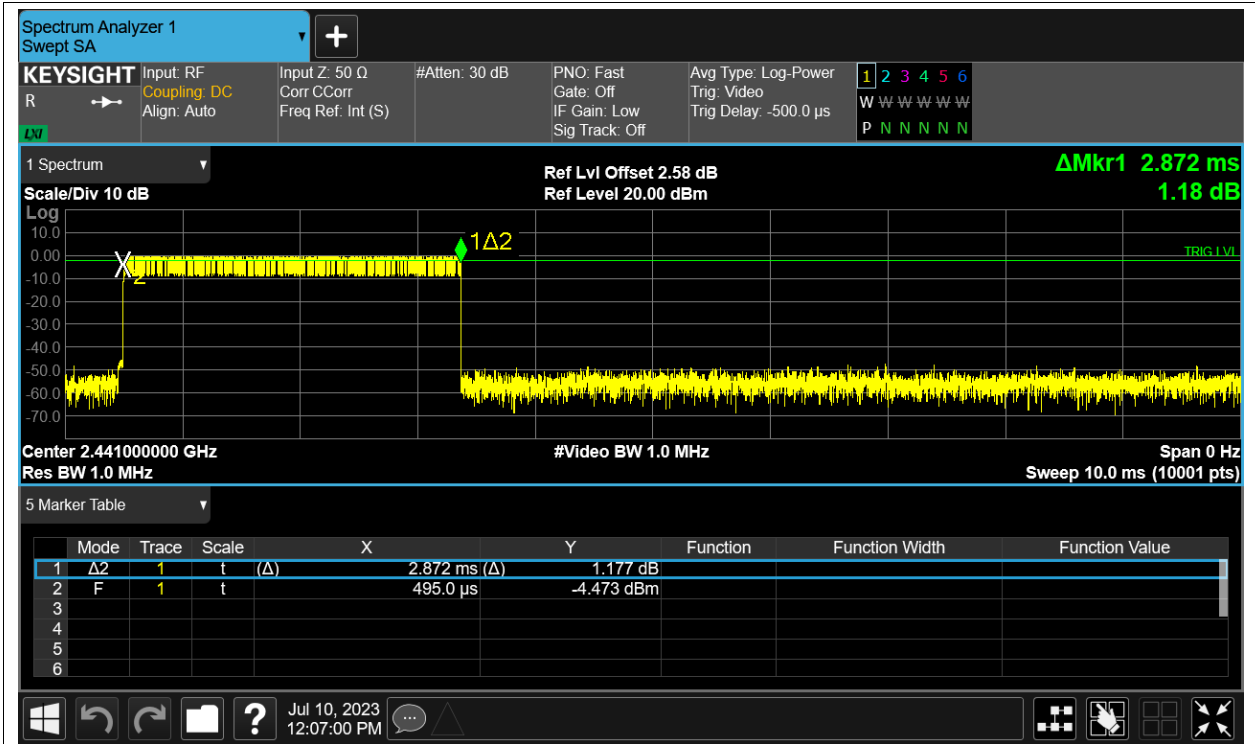 Spectrum Analyzer 1
Swept SA
KEYSIGHT Input: RF Input Z: 50 Ω #Atten: 30 dB PNO: Fast Avg Type: Log-Power 1 2 3 4 5 6
R Coupling: DC Corr CCorr Gate: Off Trig: Video W W W W W W
Align: Auto Freq Ref: Int (S) IF Gain: Low Trig Delay: -500.0 µs
LXI Sig Track: Off P N N N N N
1 Spectrum Ref Lvl Offset 2.58 dB ΔMkr1 2.872 ms
Scale/Div 10 dB Ref Level 20.00 dBm 1.18 dB
Log
10.0
1Δ2
0.00
TRIG LVL
2
-10.0
-20.0
-30.0
-40.0
-50.0
-60.0
-70.0
Center 2.441000000 GHz #Video BW 1.0 MHz Span 0 Hz
Res BW 1.0 MHz Sweep 10.0 ms (10001 pts)
5 Marker Table
Mode Trace Scale X Y Function Function Width Function Value
1 Δ2 1 t (Δ) 2.872 ms (Δ) 1.177 dB
2 F 1 t 495.0 µs -4.473 dBm
3
4
5
6
? Jul 10, 2023
12:07:00 PM